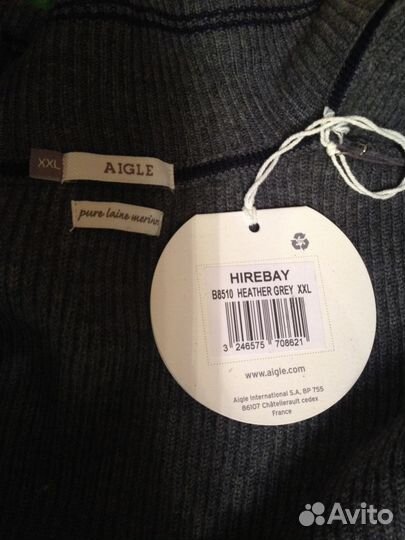 XXL
AIGLE
pure laine merinos
HIREBAY
B8510 HEATHER GREY XXL
3 246575 708621
www.aigle.com
Aigle International S.A, BP 755
86107 Châtellerault cedex
France
Avito